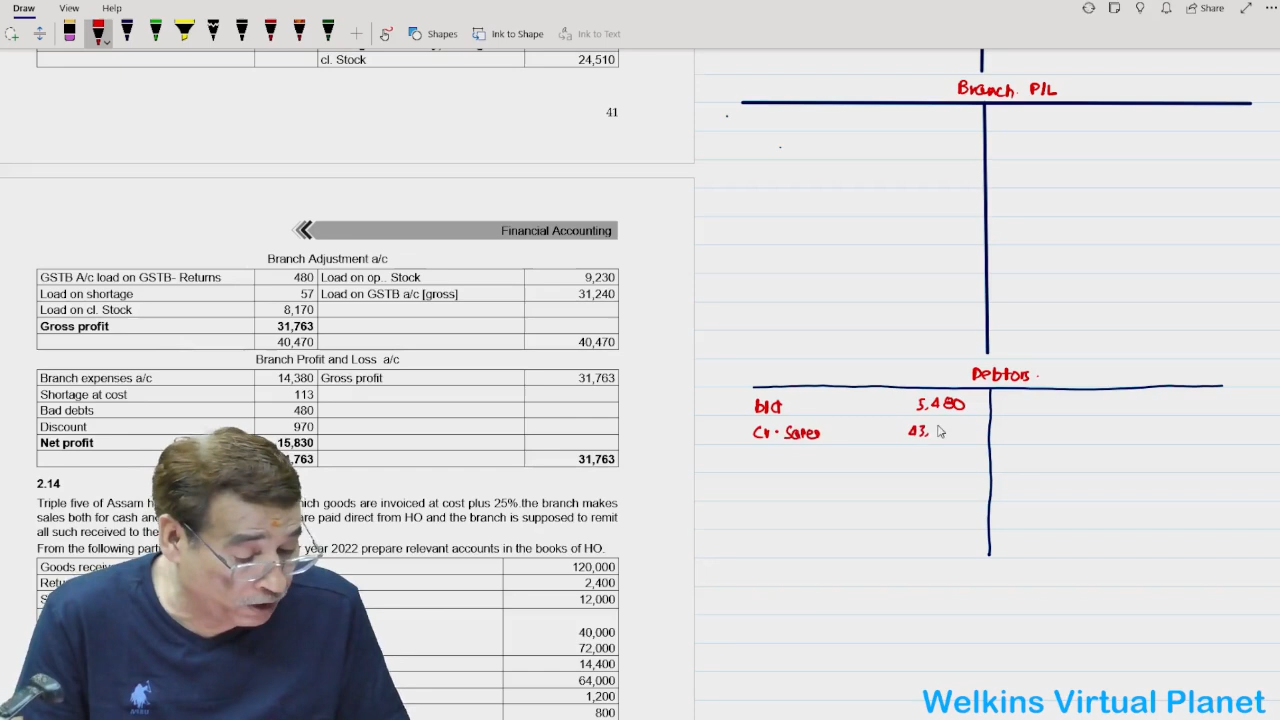 Draw View Help
Share
Shapes Ink to Shape Ink to Text
cl. Stock 24,510
41
Financial Accounting
Branch Adjustment a/c
GSTB A/c load on GSTB- Returns 480 Load on op.. Stock 9,230
Load on shortage 57 Load on GSTB a/c [gross] 31,240
Load on cl. Stock 8,170
Gross profit 31,763
40,470 40,470
Branch Profit and Loss a/c
Branch expenses a/c 14,380 Gross profit 31,763
Shortage at cost 113
Bad debts 480
Discount 970
Net profit 15,830
,763 31,763
2.14
Triple five of Assam h ich goods are invoiced at cost plus 25%.the branch makes
sales both for cash an re paid direct from HO and the branch is supposed to remit
all such received to the
From the following part year 2022 prepare relevant accounts in the books of HO.
Goods recei 120,000
Retu 2,400
S 12,000
40,000
72,000
14,400
64,000
1,200
800
Branch P/L
Debtors
b/d 5,480
Cr. Sales 43,
Welkins Virtual Planet